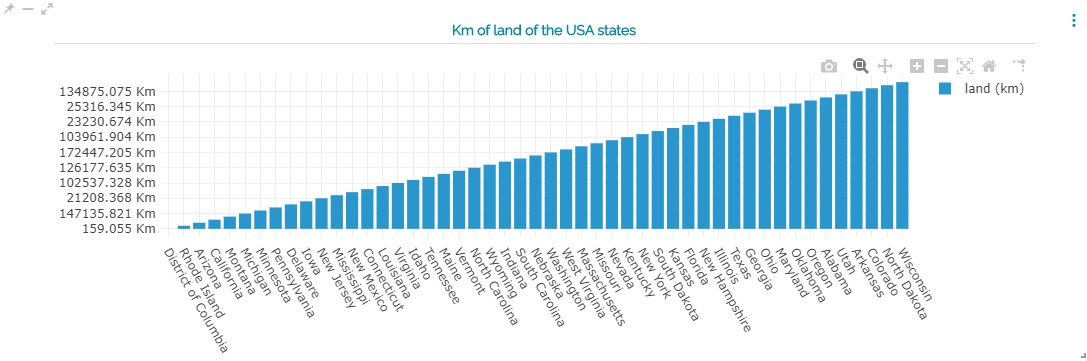 Km of land of the USA states
land (km)
134875.075 Km
25316.345 Km
23230.674 Km
103961.904 Km
172447.205 Km
126177.635 Km
102537.328 Km
21208.368 Km
147135.821 Km
159.055 Km
District of Columbia
Rhode Island
Arizona
California
Montana
Michigan
Minnesota
Pennsylvania
Delaware
Iowa
New Jersey
Mississippi
New Mexico
Connecticut
Louisiana
Virginia
Idaho
Tennessee
Maine
Vermont
North Carolina
Wyoming
Indiana
South Carolina
Nebraska
Washington
West Virginia
Massachusetts
Missouri
Nevada
Kentucky
New York
South Dakota
Kansas
Florida
New Hampshire
Illinois
Texas
Georgia
Ohio
Maryland
Oklahoma
Oregon
Alabama
Utah
Arkansas
Colorado
North Dakota
Wisconsin